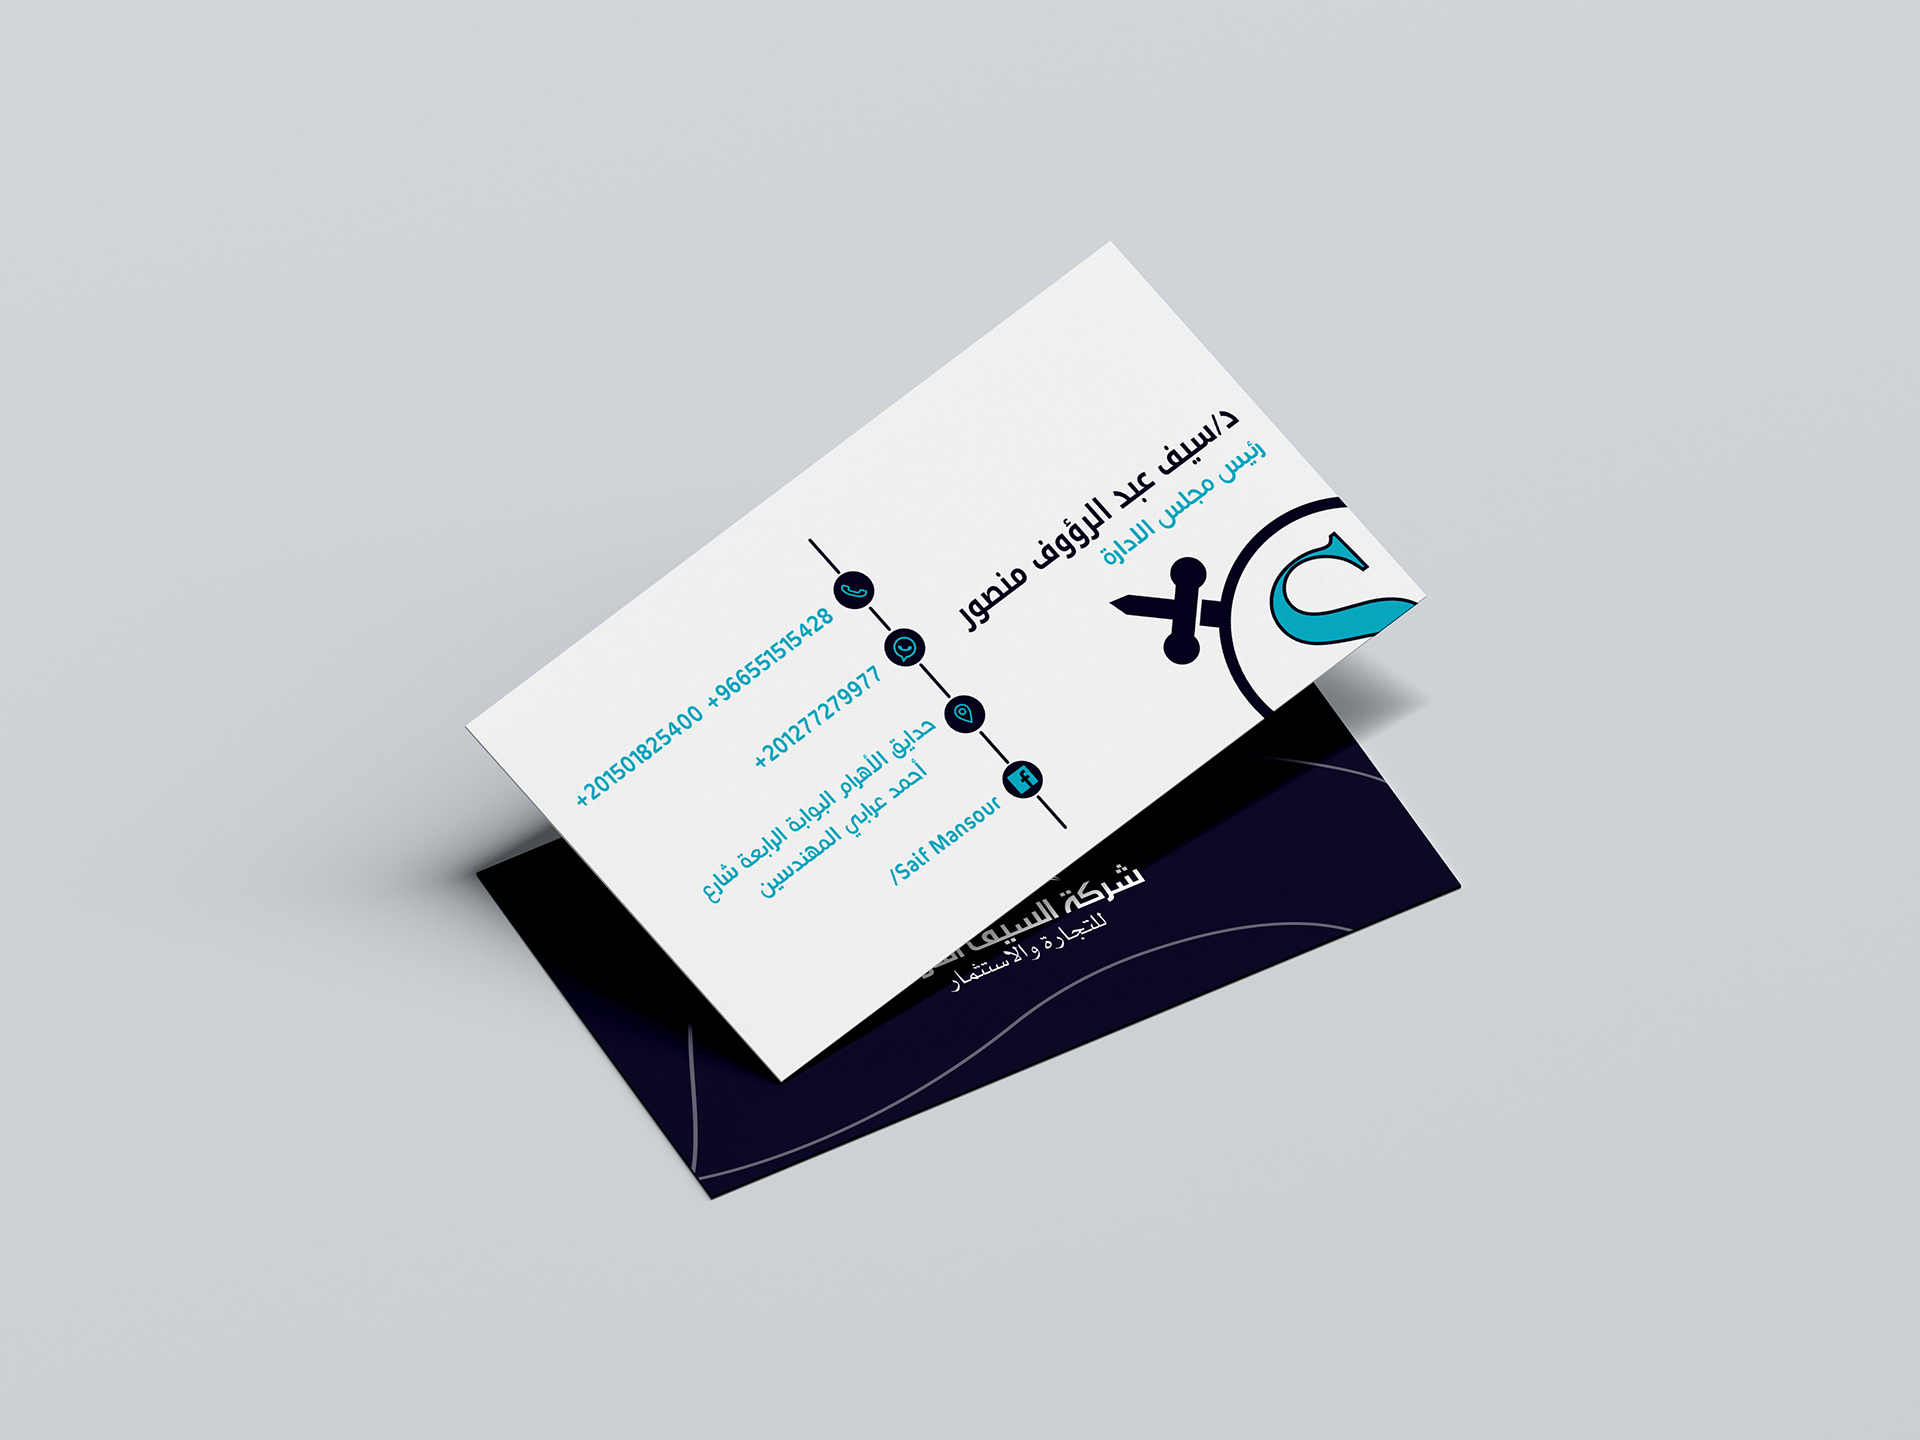 د/سيف عبد الرؤوف منصور
رئيس مجلس الادارة
S
+201501825400 +966551515428
+201277279977
حدايق الأهرام البوابة الرابعة شارع
أحمد عرابي المهندسين
/Saif Mansour
شركة السيف
للتجارة والاستثمار